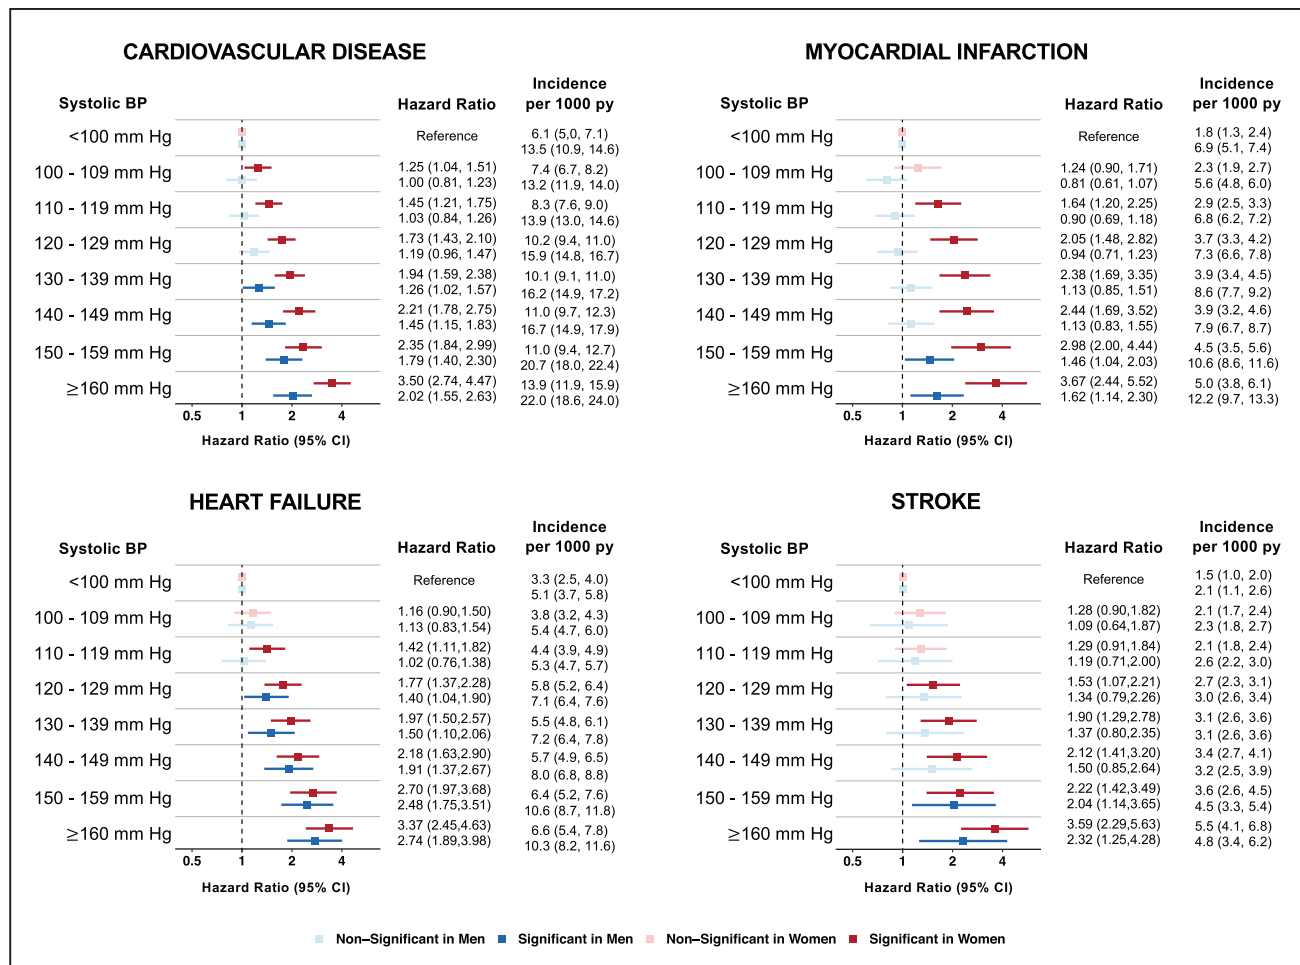 CARDIOVASCULAR DISEASE
Systolic BP Hazard Ratio Incidence per 1000 py
<100 mm Hg Reference 6.1 (5.0, 7.1)
13.5 (10.9, 14.6)
100 - 109 mm Hg 1.25 (1.04, 1.51) 7.4 (6.7, 8.2)
1.00 (0.81, 1.23) 13.2 (11.9, 14.0)
110 - 119 mm Hg 1.45 (1.21, 1.75) 8.3 (7.6, 9.0)
1.03 (0.84, 1.26) 13.9 (13.0, 14.6)
120 - 129 mm Hg 1.73 (1.43, 2.10) 10.2 (9.4, 11.0)
1.19 (0.96, 1.47) 15.9 (14.8, 16.7)
130 - 139 mm Hg 1.94 (1.59, 2.38) 10.1 (9.1, 11.0)
1.26 (1.02, 1.57) 16.2 (14.9, 17.2)
140 - 149 mm Hg 2.21 (1.78, 2.75) 11.0 (9.7, 12.3)
1.45 (1.15, 1.83) 16.7 (14.9, 17.9)
150 - 159 mm Hg 2.35 (1.84, 2.99) 11.0 (9.4, 12.7)
1.79 (1.40, 2.30) 20.7 (18.0, 22.4)
≥160 mm Hg 3.50 (2.74, 4.47) 13.9 (11.9, 15.9)
2.02 (1.55, 2.63) 22.0 (18.6, 24.0)
0.5 1 2 4
Hazard Ratio (95% CI)
MYOCARDIAL INFARCTION
Systolic BP Hazard Ratio Incidence per 1000 py
<100 mm Hg Reference 1.8 (1.3, 2.4)
6.9 (5.1, 7.4)
100 - 109 mm Hg 1.24 (0.90, 1.71) 2.3 (1.9, 2.7)
0.81 (0.61, 1.07) 5.6 (4.8, 6.0)
110 - 119 mm Hg 1.64 (1.20, 2.25) 2.9 (2.5, 3.3)
0.90 (0.69, 1.18) 6.8 (6.2, 7.2)
120 - 129 mm Hg 2.05 (1.48, 2.82) 3.7 (3.3, 4.2)
0.94 (0.71, 1.23) 7.3 (6.6, 7.8)
130 - 139 mm Hg 2.38 (1.69, 3.35) 3.9 (3.4, 4.5)
1.13 (0.85, 1.51) 8.6 (7.7, 9.2)
140 - 149 mm Hg 2.44 (1.69, 3.52) 3.9 (3.2, 4.6)
1.13 (0.83, 1.55) 7.9 (6.7, 8.7)
150 - 159 mm Hg 2.98 (2.00, 4.44) 4.5 (3.5, 5.6)
1.46 (1.04, 2.03) 10.6 (8.6, 11.6)
≥160 mm Hg 3.67 (2.44, 5.52) 5.0 (3.8, 6.1)
1.62 (1.14, 2.30) 12.2 (9.7, 13.3)
0.5 1 2 4
Hazard Ratio (95% CI)
HEART FAILURE
Systolic BP Hazard Ratio Incidence per 1000 py
<100 mm Hg Reference 3.3 (2.5, 4.0)
5.1 (3.7, 5.8)
100 - 109 mm Hg 1.16 (0.90,1.50) 3.8 (3.2, 4.3)
1.13 (0.83,1.54) 5.4 (4.7, 6.0)
110 - 119 mm Hg 1.42 (1.11,1.82) 4.4 (3.9, 4.9)
1.02 (0.76,1.38) 5.3 (4.7, 5.7)
120 - 129 mm Hg 1.77 (1.37,2.28) 5.8 (5.2, 6.4)
1.40 (1.04,1.90) 7.1 (6.4, 7.6)
130 - 139 mm Hg 1.97 (1.50,2.57) 5.5 (4.8, 6.1)
1.50 (1.10,2.06) 7.2 (6.4, 7.8)
140 - 149 mm Hg 2.18 (1.63,2.90) 5.7 (4.9, 6.5)
1.91 (1.37,2.67) 8.0 (6.8, 8.8)
150 - 159 mm Hg 2.70 (1.97,3.68) 6.4 (5.2, 7.6)
2.48 (1.75,3.51) 10.6 (8.7, 11.8)
≥160 mm Hg 3.37 (2.45,4.63) 6.6 (5.4, 7.8)
2.74 (1.89,3.98) 10.3 (8.2, 11.6)
0.5 1 2 4
Hazard Ratio (95% CI)
STROKE
Systolic BP Hazard Ratio Incidence per 1000 py
<100 mm Hg Reference 1.5 (1.0, 2.0)
2.1 (1.1, 2.6)
100 - 109 mm Hg 1.28 (0.90,1.82) 2.1 (1.7, 2.4)
1.09 (0.64,1.87) 2.3 (1.8, 2.7)
110 - 119 mm Hg 1.29 (0.91,1.84) 2.1 (1.8, 2.4)
1.19 (0.71,2.00) 2.6 (2.2, 3.0)
120 - 129 mm Hg 1.53 (1.07,2.21) 2.7 (2.3, 3.1)
1.34 (0.79,2.26) 3.0 (2.6, 3.4)
130 - 139 mm Hg 1.90 (1.29,2.78) 3.1 (2.6, 3.6)
1.37 (0.80,2.35) 3.1 (2.6, 3.6)
140 - 149 mm Hg 2.12 (1.41,3.20) 3.4 (2.7, 4.1)
1.50 (0.85,2.64) 3.2 (2.5, 3.9)
150 - 159 mm Hg 2.22 (1.42,3.49) 3.6 (2.6, 4.5)
2.04 (1.14,3.65) 4.5 (3.3, 5.4)
≥160 mm Hg 3.59 (2.29,5.63) 5.5 (4.1, 6.8)
2.32 (1.25,4.28) 4.8 (3.4, 6.2)
0.5 1 2 4
Hazard Ratio (95% CI)
Non–Significant in Men Significant in Men Non–Significant in Women Significant in Women